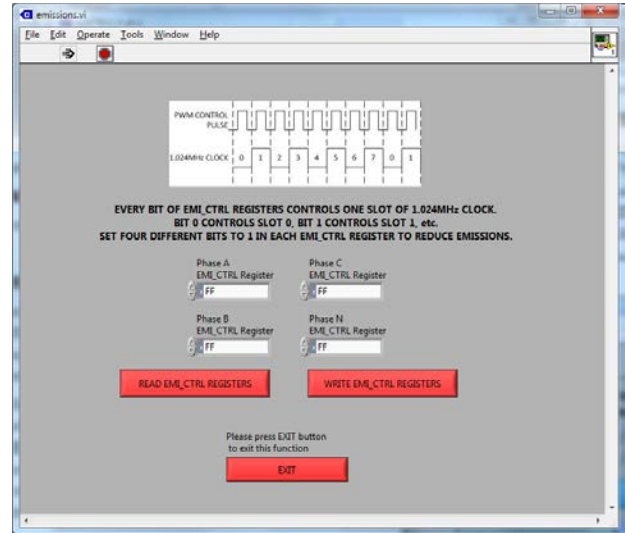 emissions.vi
File Edit Operate Tools Window Help
PWM CONTROL
PULSE
1.024MHz CLOCK 0 1 2 3 4 5 6 7 0 1
EVERY BIT OF EMI_CTRL REGISTERS CONTROLS ONE SLOT OF 1.024MHz CLOCK.
BIT 0 CONTROLS SLOT 0, BIT 1 CONTROLS SLOT 1, etc.
SET FOUR DIFFERENT BITS TO 1 IN EACH EMI_CTRL REGISTER TO REDUCE EMISSIONS.
Phase A
EMI_CTRL Register
FF
Phase C
EMI_CTRL Register
FF
Phase B
EMI_CTRL Register
FF
Phase N
EMI_CTRL Register
FF
READ EMI_CTRL REGISTERS
WRITE EMI_CTRL REGISTERS
Please press EXIT button
to exit this function
EXIT